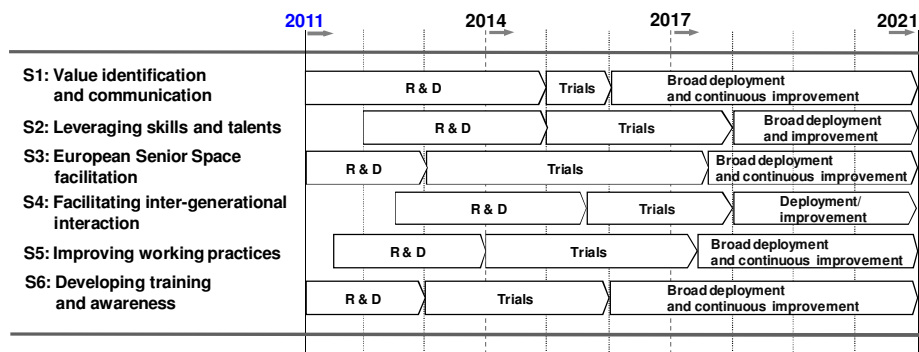 2011 2014 2017 2021
S1: Value identification
and communication
R & D
Trials
Broad deployment
and continuous improvement
S2: Leveraging skills and talents
R & D
Trials
Broad deployment
and improvement
S3: European Senior Space
facilitation
R & D
Trials
Broad deployment
and continuous improvement
S4: Facilitating inter-generational
interaction
R & D
Trials
Deployment/
improvement
S5: Improving working practices
R & D
Trials
Broad deployment
and continuous improvement
S6: Developing training
and awareness
R & D
Trials
Broad deployment
and continuous improvement